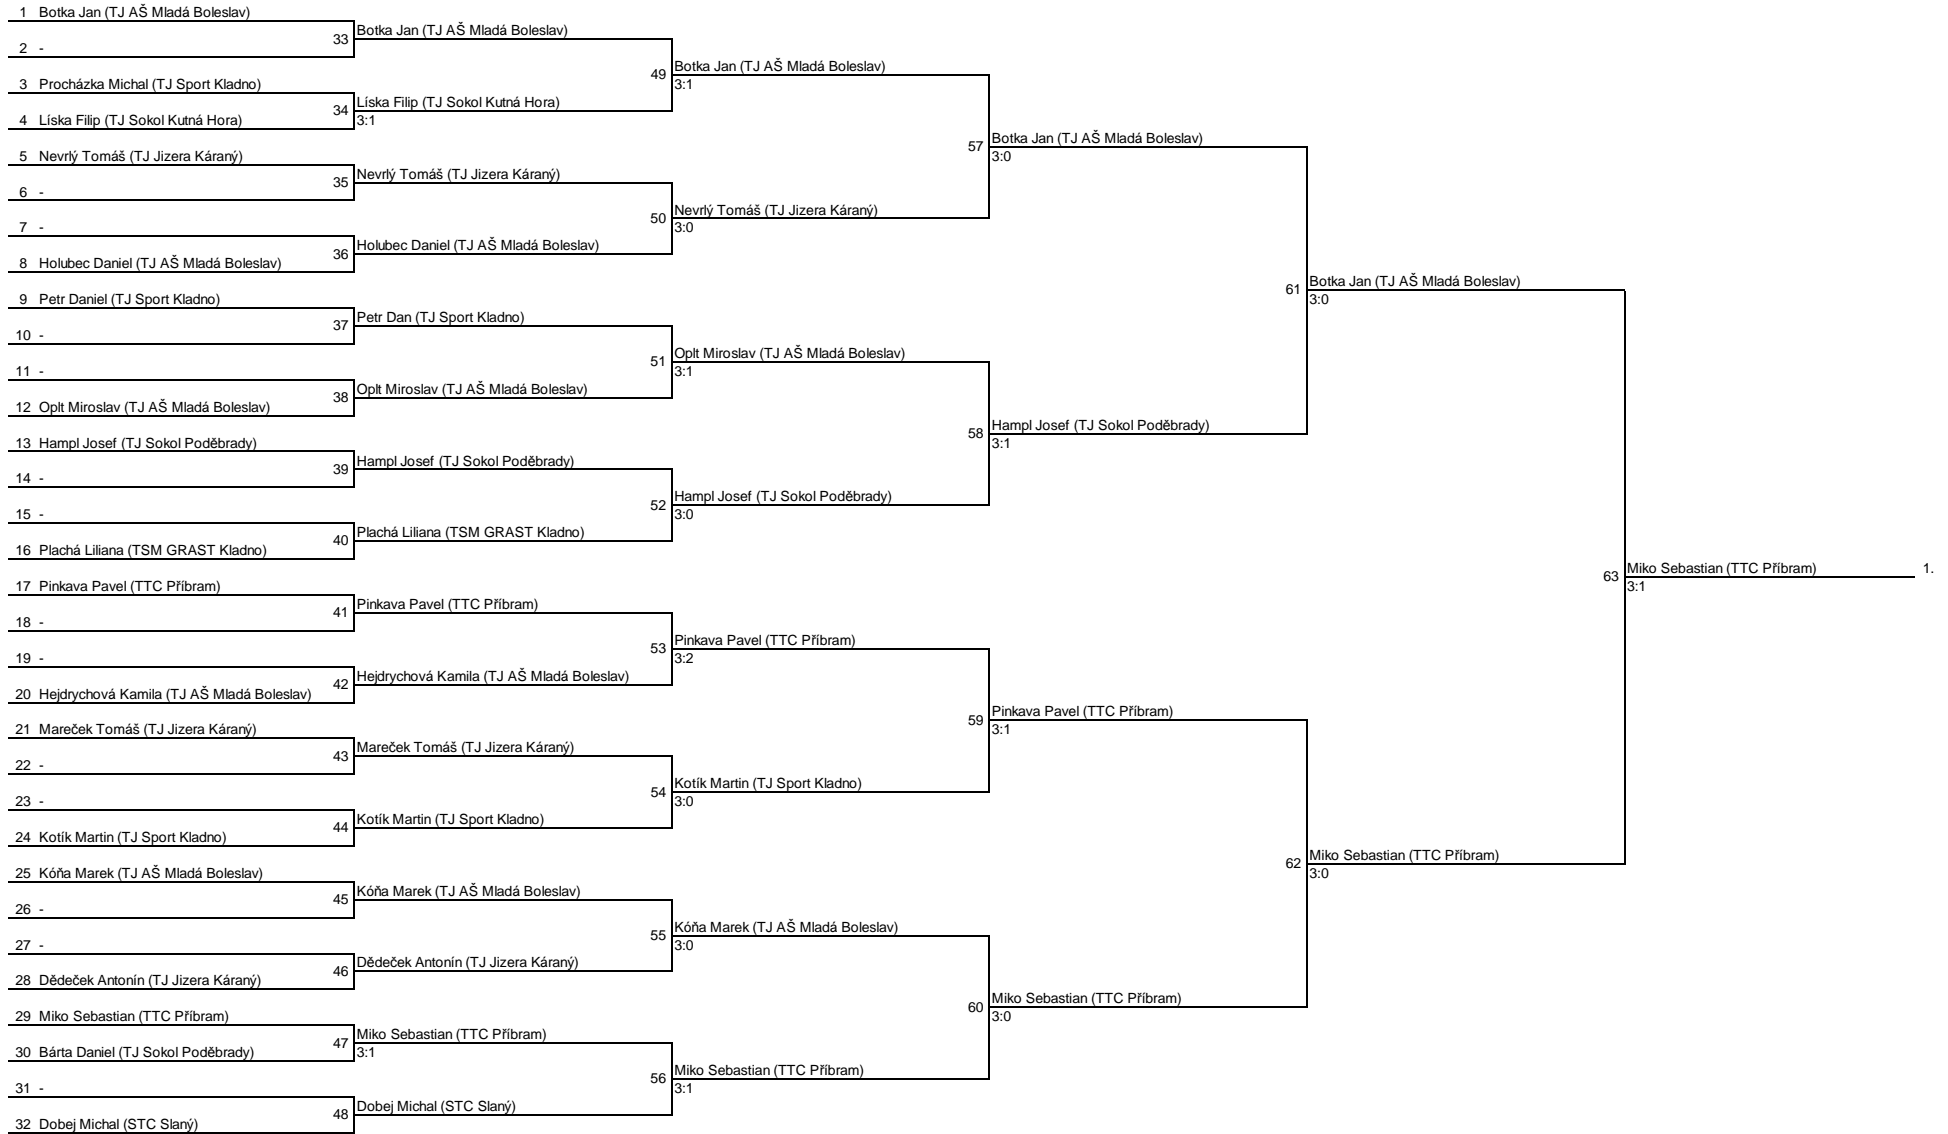 1 Botka Jan (TJ AŠ Mladá Boleslav)
2 -
3 Procházka Michal (TJ Sport Kladno)
4 Líska Filip (TJ Sokol Kutná Hora)
5 Nevrlý Tomáš (TJ Jizera Káraný)
6 -
7 -
8 Holubec Daniel (TJ AŠ Mladá Boleslav)
9 Petr Daniel (TJ Sport Kladno)
10 -
11 -
12 Oplt Miroslav (TJ AŠ Mladá Boleslav)
13 Hampl Josef (TJ Sokol Poděbrady)
14 -
15 -
16 Plachá Liliana (TSM GRAST Kladno)
17 Pinkava Pavel (TTC Příbram)
18 -
19 -
20 Hejdrychová Kamila (TJ AŠ Mladá Boleslav)
21 Mareček Tomáš (TJ Jizera Káraný)
22 -
23 -
24 Kotík Martin (TJ Sport Kladno)
25 Kóňa Marek (TJ AŠ Mladá Boleslav)
26 -
27 -
28 Dědeček Antonín (TJ Jizera Káraný)
29 Miko Sebastian (TTC Příbram)
30 Bárta Daniel (TJ Sokol Poděbrady)
31 -
32 Dobej Michal (STC Slaný)
33 Botka Jan (TJ AŠ Mladá Boleslav)
34 Líska Filip (TJ Sokol Kutná Hora)
3:1
35 Nevrlý Tomáš (TJ Jizera Káraný)
36 Holubec Daniel (TJ AŠ Mladá Boleslav)
37 Petr Dan (TJ Sport Kladno)
38 Oplt Miroslav (TJ AŠ Mladá Boleslav)
39 Hampl Josef (TJ Sokol Poděbrady)
40 Plachá Liliana (TSM GRAST Kladno)
41 Pinkava Pavel (TTC Příbram)
42 Hejdrychová Kamila (TJ AŠ Mladá Boleslav)
43 Mareček Tomáš (TJ Jizera Káraný)
44 Kotík Martin (TJ Sport Kladno)
45 Kóňa Marek (TJ AŠ Mladá Boleslav)
46 Dědeček Antonín (TJ Jizera Káraný)
47 Miko Sebastian (TTC Příbram)
3:1
48 Dobej Michal (STC Slaný)
49 Botka Jan (TJ AŠ Mladá Boleslav)
3:1
50 Nevrlý Tomáš (TJ Jizera Káraný)
3:0
51 Oplt Miroslav (TJ AŠ Mladá Boleslav)
3:1
52 Hampl Josef (TJ Sokol Poděbrady)
3:0
53 Pinkava Pavel (TTC Příbram)
3:2
54 Kotík Martin (TJ Sport Kladno)
3:0
55 Kóňa Marek (TJ AŠ Mladá Boleslav)
3:0
56 Miko Sebastian (TTC Příbram)
3:1
57 Botka Jan (TJ AŠ Mladá Boleslav)
3:0
58 Hampl Josef (TJ Sokol Poděbrady)
3:1
59 Pinkava Pavel (TTC Příbram)
3:1
60 Miko Sebastian (TTC Příbram)
3:0
61 Botka Jan (TJ AŠ Mladá Boleslav)
3:0
62 Miko Sebastian (TTC Příbram)
3:0
63 Miko Sebastian (TTC Příbram) 1.
3:1